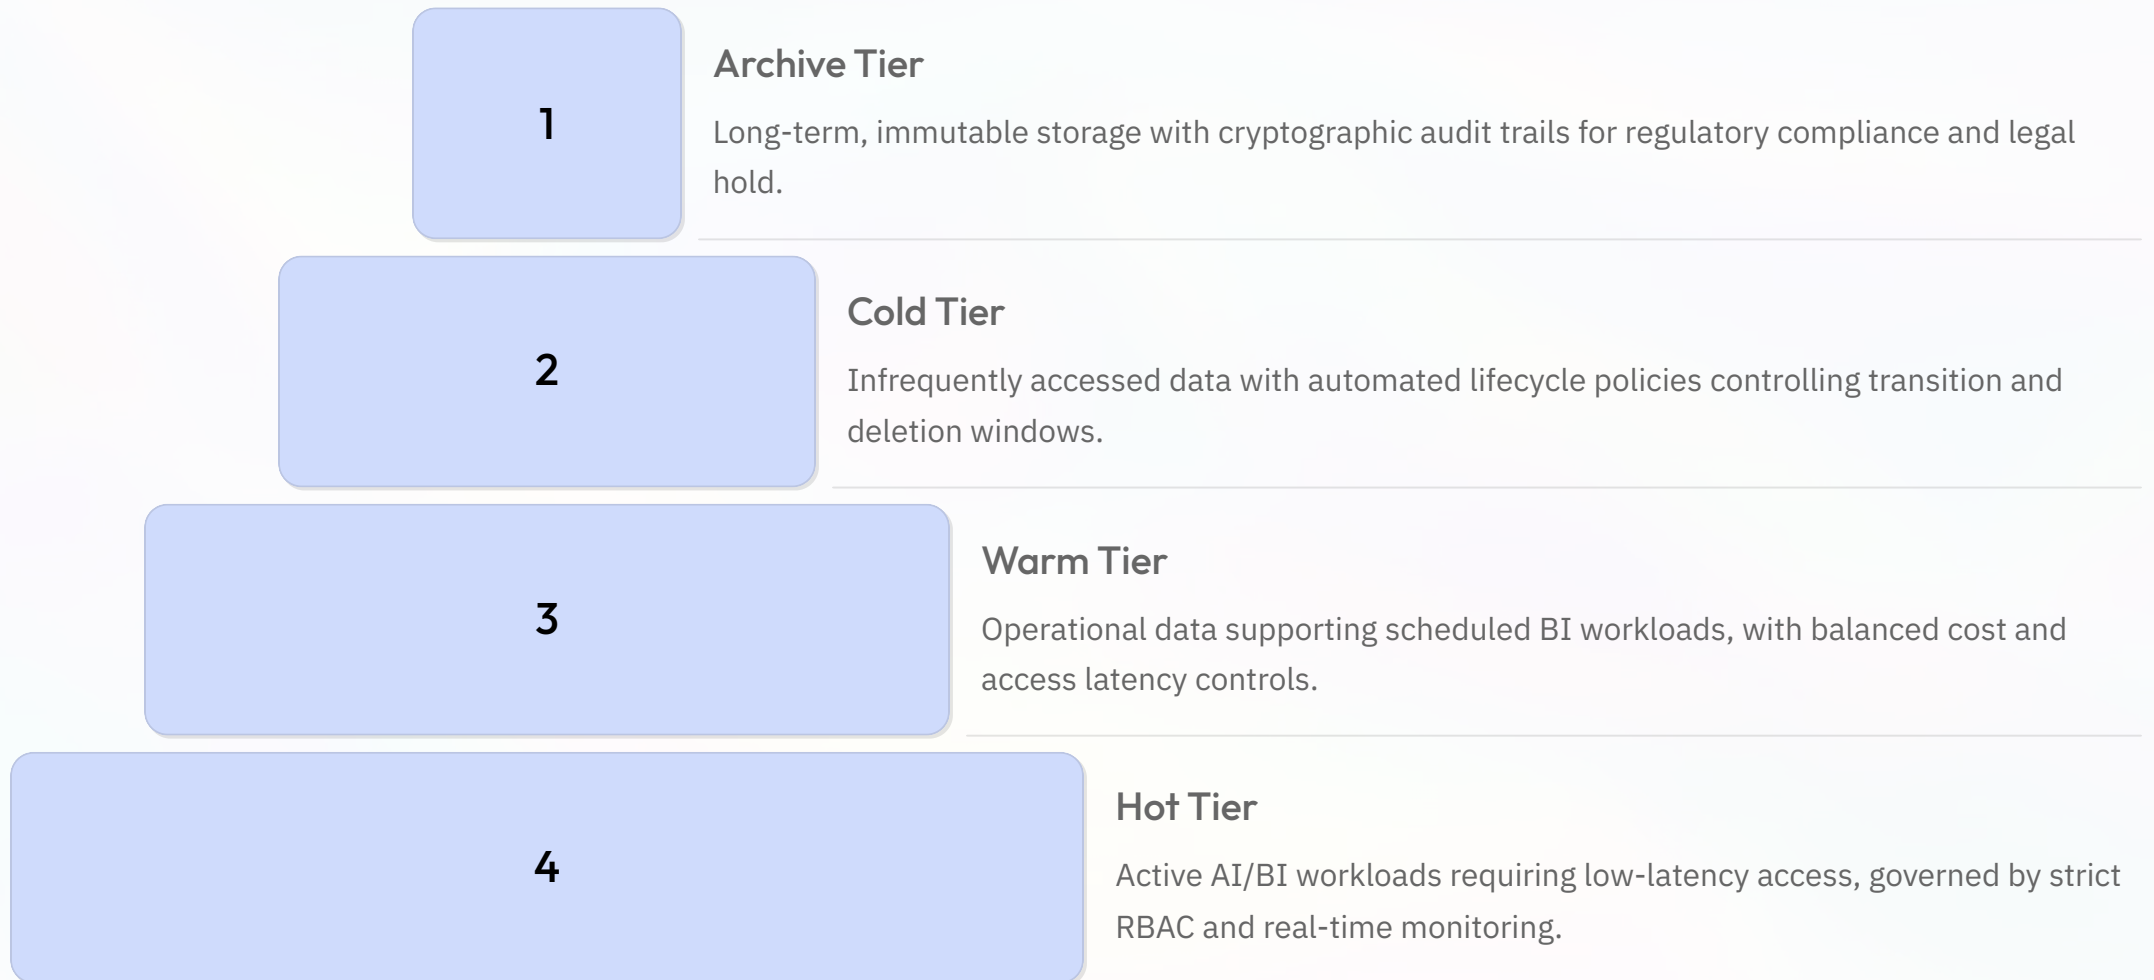 1
Archive Tier
Long-term, immutable storage with cryptographic audit trails for regulatory compliance and legal
hold.
2
Cold Tier
Infrequently accessed data with automated lifecycle policies controlling transition and
deletion windows.
3
Warm Tier
Operational data supporting scheduled BI workloads, with balanced cost and
access latency controls.
4
Hot Tier
Active AI/BI workloads requiring low-latency access, governed by strict
RBAC and real-time monitoring.